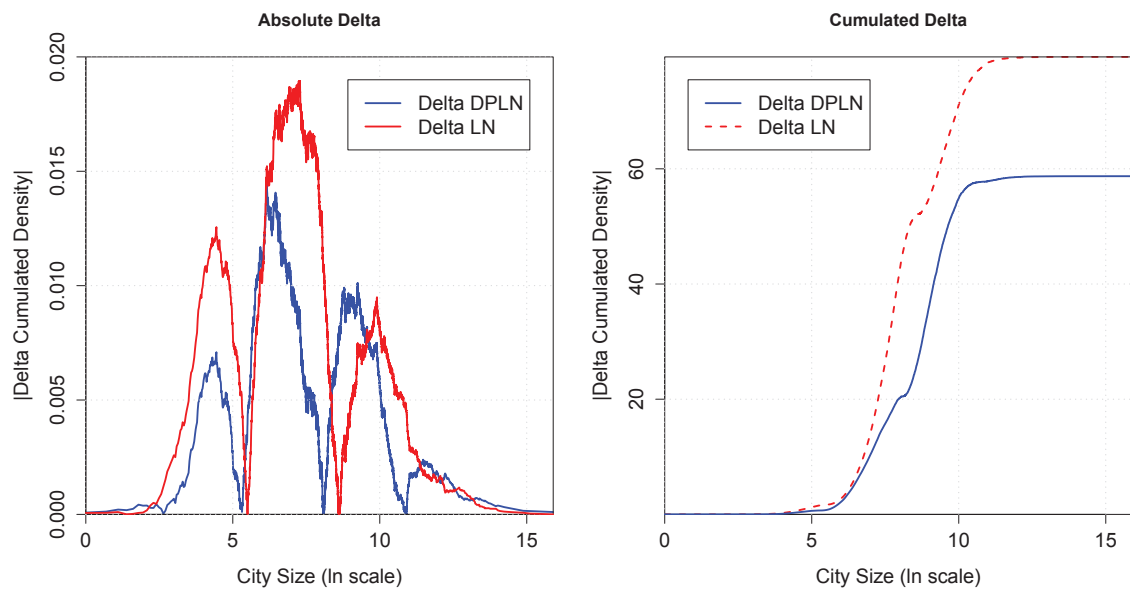 Absolute Delta
|Delta Cumulated Density|
0.000
0.005
0.010
0.015
0.020
Delta DPLN
Delta LN
0
5
10
15
City Size (ln scale)
Cumulated Delta
|Delta Cumulated Density|
20
40
60
Delta DPLN
Delta LN
0
5
10
15
City Size (ln scale)